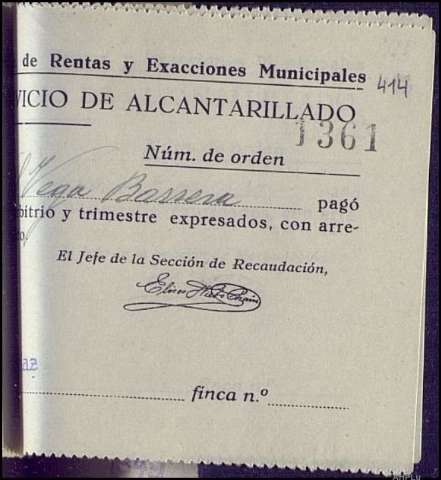 de Rentas y Exacciones Municipales
414
VICIO DE ALCANTARILLADO
1361
Núm. de orden
Vega Barrera pagó
bitrio y trimestre expresados, con arre-
o.
El Jefe de la Sección de Recaudación,
az
finca n.º